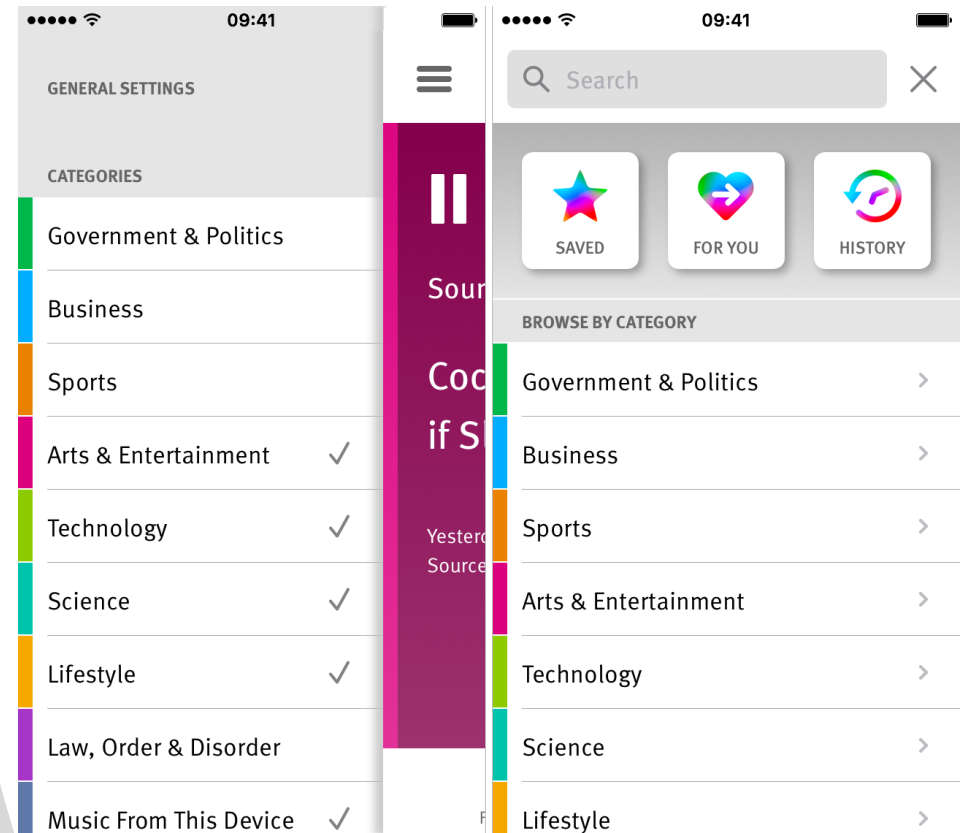 09:41
GENERAL SETTINGS
CATEGORIES
Government & Politics
Business
Sports
Arts & Entertainment
Technology
Science
Lifestyle
Law, Order & Disorder
Music From This Device
if
09:41
Search
SAVED
FOR YOU
HISTORY
BROWSE BY CATEGORY
Government & Politics
Business
Sports
Arts & Entertainment
Technology
Science
Lifestyle